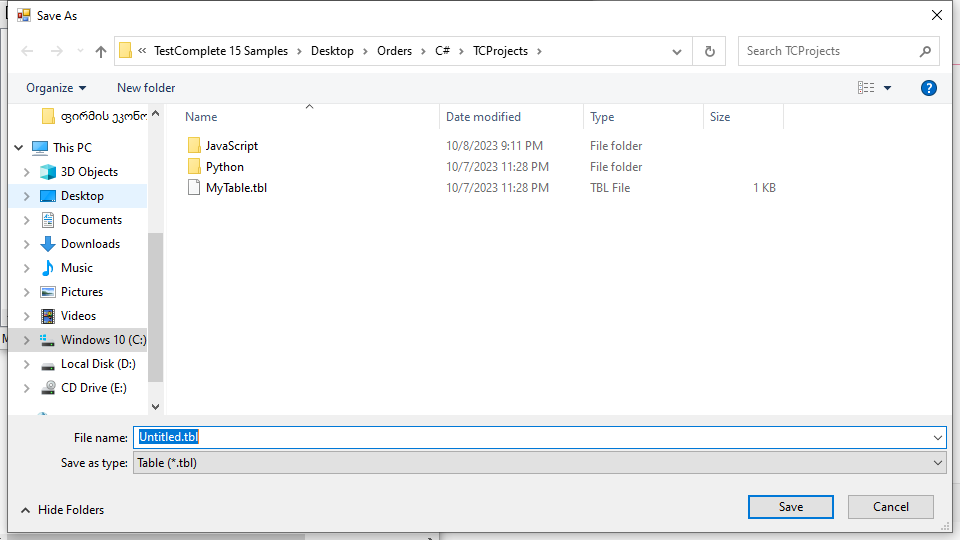 Save As
« TestComplete 15 Samples > Desktop > Orders > C# > TCProjects >
Search TCProjects
Organize
New folder
?
ფირმის ეკონო
This PC
3D Objects
Desktop
Documents
Downloads
Music
Pictures
Videos
Windows 10 (C:)
Local Disk (D:)
CD Drive (E:)
Name Date modified Type Size
JavaScript 10/8/2023 9:11 PM File folder
Python 10/7/2023 11:28 PM File folder
MyTable.tbl 10/7/2023 11:28 PM TBL File 1 KB
File name: Untitled.tbl
Save as type: Table (*.tbl)
Hide Folders
Save
Cancel